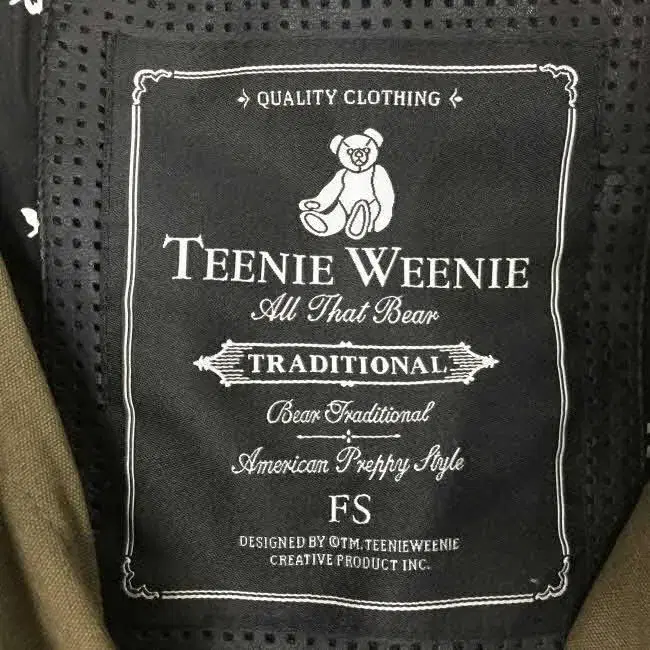 QUALITY CLOTHING
TEENIE WEENIE
All That Bear
TRADITIONAL
Bear Traditional
American Preppy Style
FS
DESIGNED BY ©TM. TEENIEWEENIE
CREATIVE PRODUCT INC.